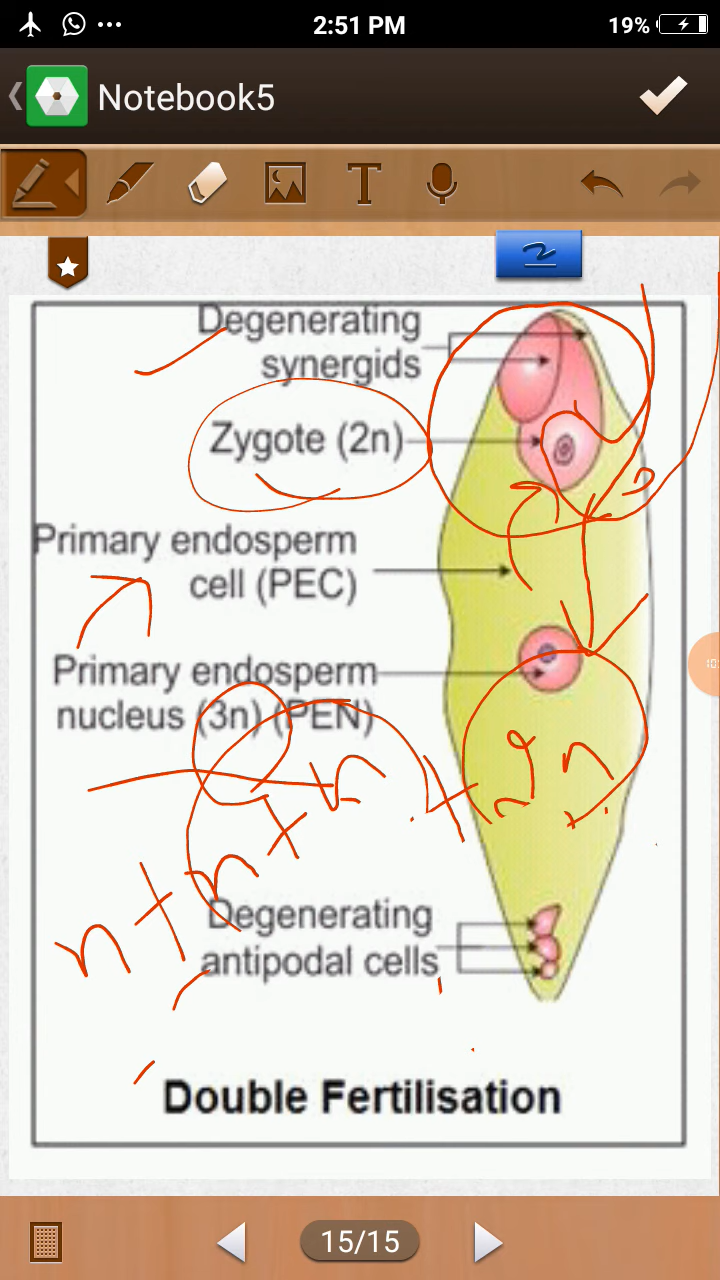 2:51 PM
19%
Notebook5
T
Degenerating
synergids
Zygote (2n)
Primary endosperm
cell (PEC)
Primary endosperm
nucleus (3n) (PEN)
n+n+n
2n
Degenerating
antipodal cells
Double Fertilisation
15/15